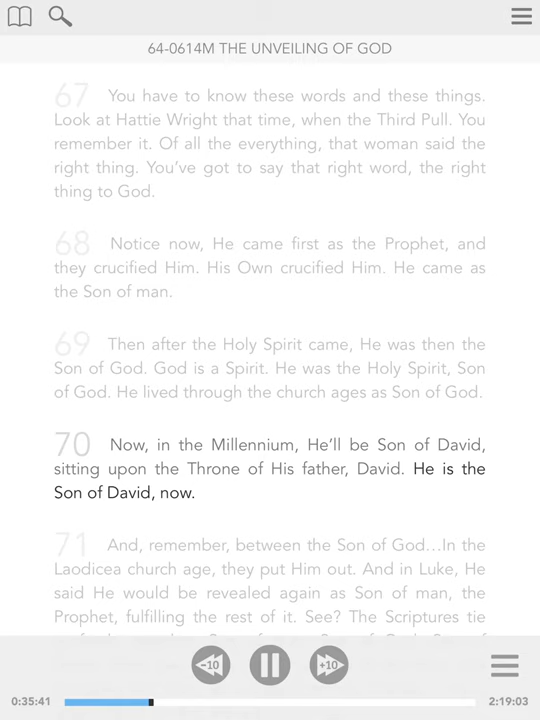 64-0614M THE UNVEILING OF GOD
67 You have to know these words and these things.
Look at Hattie Wright that time, when the Third Pull. You
remember it. Of all the everything, that woman said the
right thing. You’ve got to say that right word, the right
thing to God.
68 Notice now, He came first as the Prophet, and
they crucified Him. His Own crucified Him. He came as
the Son of man.
69 Then after the Holy Spirit came, He was then the
Son of God. God is a Spirit. He was the Holy Spirit, Son
of God. He lived through the church ages as Son of God.
70 Now, in the Millennium, He’ll be Son of David,
sitting upon the Throne of His father, David. He is the
Son of David, now.
71 And, remember, between the Son of God…In the
Laodicea church age, they put Him out. And in Luke, He
said He would be revealed again as Son of man, the
Prophet, fulfilling the rest of it. See? The Scriptures tie
-10
+10
0:35:41
2:19:03